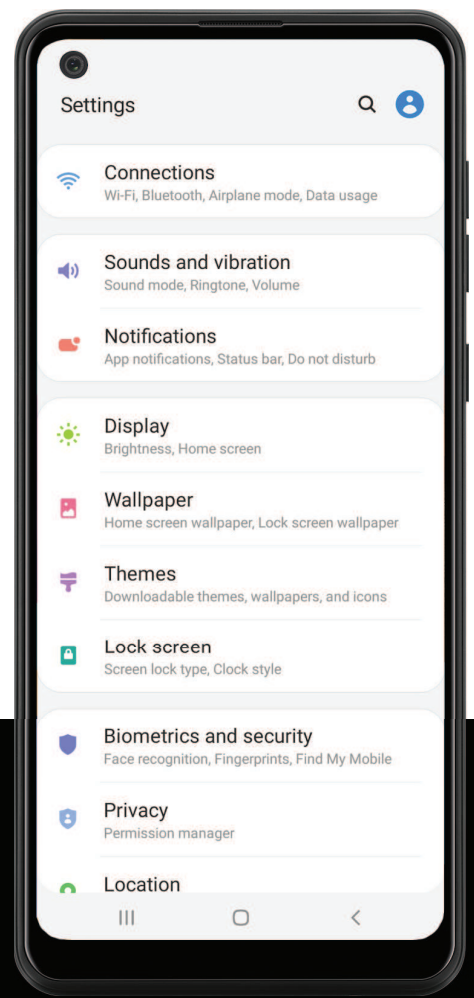 Settings
Connections
Wi-Fi, Bluetooth, Airplane mode, Data usage
Sounds and vibration
Sound mode, Ringtone, Volume
Notifications
App notifications, Status bar, Do not disturb
Display
Brightness, Home screen
Wallpaper
Home screen wallpaper, Lock screen wallpaper
Themes
Downloadable themes, wallpapers, and icons
Lock screen
Screen lock type, Clock style
Biometrics and security
Face recognition, Fingerprints, Find My Mobile
Privacy
Permission manager
Location